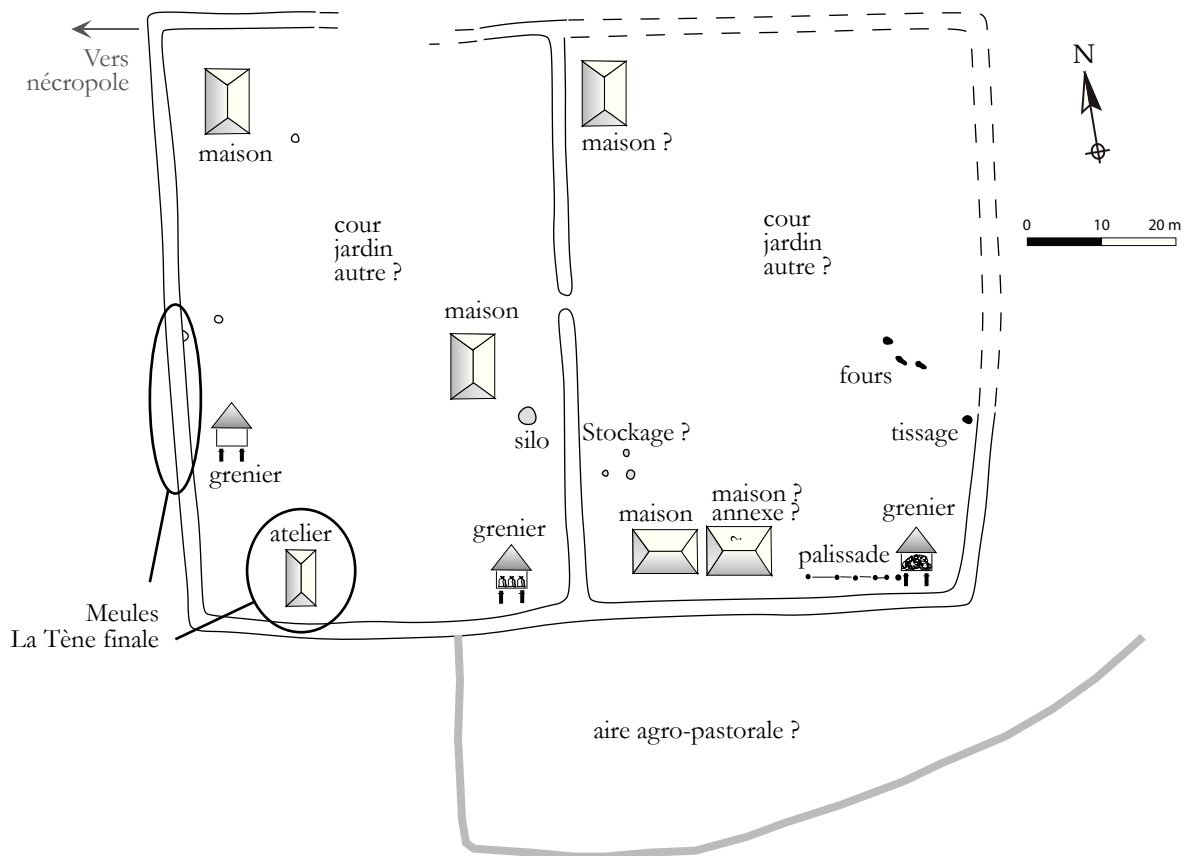 Vers
nécropole
N
maison
maison ?
0 10 20 m
cour
jardin
autre ?
cour
jardin
autre ?
maison
fours
silo
Stockage ?
tissage
grenier
maison ?
annexe ?
maison
grenier
atelier
grenier
?
palissade
Meules
La Tène finale
aire agro-pastorale ?